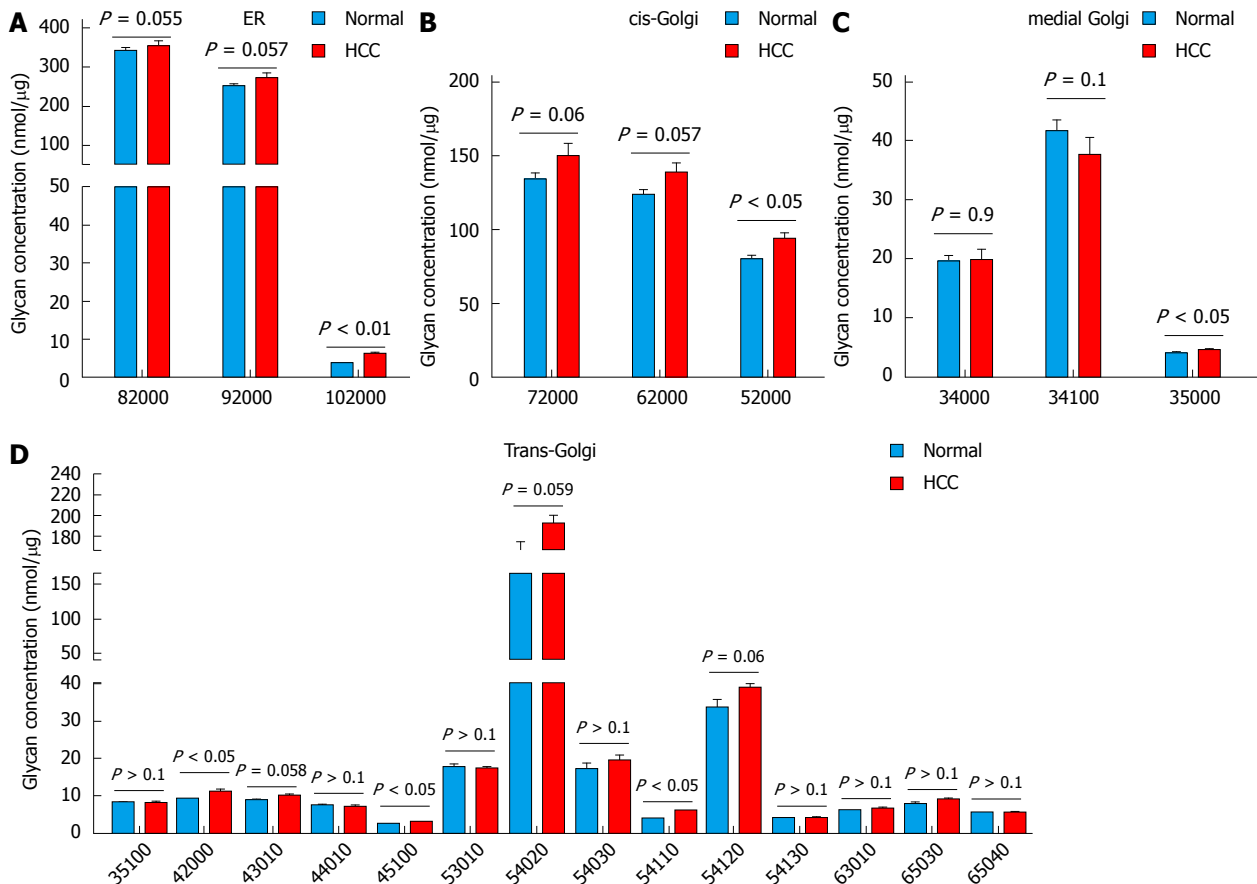 A
ER
Normal
HCC
Glycan concentration (nmol/μg)
400
300
200
100
50
40
30
20
10
0
P = 0.055
P = 0.057
P < 0.01
82000
92000
102000
B
cis-Golgi
Normal
HCC
Glycan concentration (nmol/μg)
200
150
100
50
0
P = 0.06
P = 0.057
P < 0.05
72000
62000
52000
C
medial Golgi
Normal
HCC
Glycan concentration (nmol/μg)
50
40
30
20
10
0
P = 0.9
P = 0.1
P < 0.05
34000
34100
35000
D
Trans-Golgi
Normal
HCC
Glycan concentration (nmol/μg)
240
220
200
180
150
100
50
40
30
20
10
0
P > 0.1
P < 0.05
P = 0.058
P > 0.1
P < 0.05
P > 0.1
P = 0.059
P > 0.1
P < 0.05
P = 0.06
P > 0.1
P > 0.1
P > 0.1
P > 0.1
35100
42000
43010
44010
45100
53010
54020
54030
54110
54120
54130
63010
65030
65040